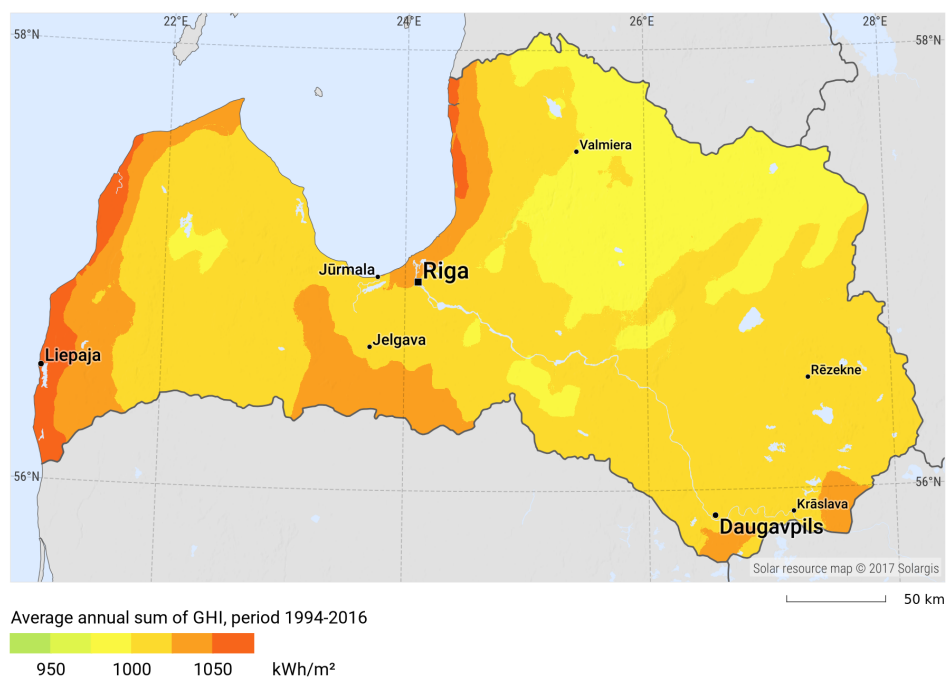 22°E 24°E 26°E 28°E
58°N 58°N
Valmiera
Jūrmala Riga
Jelgava
Liepaja
Rēzekne
56°N 56°N
Krāslava
Daugavpils
Solar resource map © 2017 Solargis
50 km
Average annual sum of GHI, period 1994-2016
950 1000 1050 kWh/m²